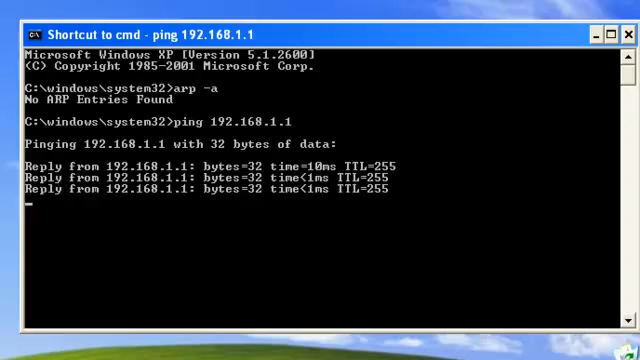 Shortcut to cmd - ping 192.168.1.1
Microsoft Windows XP [Version 5.1.2600]
(C) Copyright 1985-2001 Microsoft Corp.
C:\windows\system32>arp -a
No ARP Entries Found
C:\windows\system32>ping 192.168.1.1
Pinging 192.168.1.1 with 32 bytes of data:
Reply from 192.168.1.1: bytes=32 time=10ms TTL=255
Reply from 192.168.1.1: bytes=32 time<1ms TTL=255
Reply from 192.168.1.1: bytes=32 time<1ms TTL=255